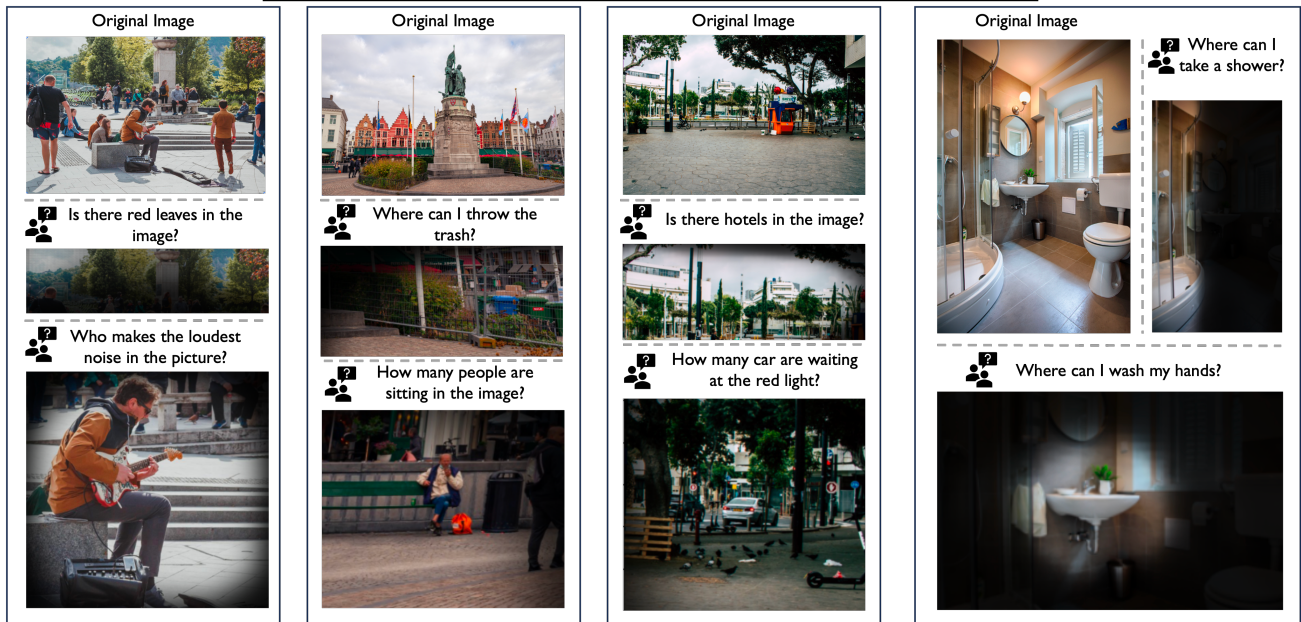 Original Image
Is there red leaves in the
image?
Who makes the loudest
noise in the picture?
Original Image
Where can I throw the
trash?
How many people are
sitting in the image?
Original Image
Is there hotels in the image?
How many car are waiting
at the red light?
Original Image
Where can I
take a shower?
Where can I wash my hands?